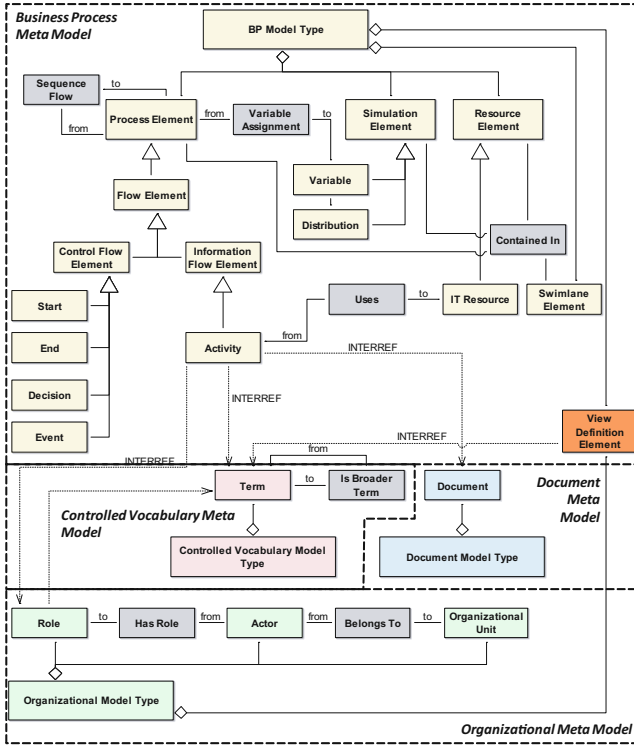 Business Process
Meta Model
BP Model Type
Sequence
Flow
to
from
Process Element
from
Variable
Assignment
to
Simulation
Element
Resource
Element
Variable
Flow Element
Distribution
Control Flow
Element
Information
Flow Element
Contained In
Start
Uses
to
IT Resource
Swimlane
Element
from
End
Activity
INTERREF
INTERREF
Decision
View
Definition
Element
Event
INTERREF
from
INTERREF
Term
to
Is Broader
Term
Document
Document
Meta
Model
Controlled Vocabulary Meta
Model
Controlled Vocabulary Model
Type
Document Model Type
Role
to
Has Role
from
Actor
from
Belongs To
to
Organizational
Unit
Organizational Model Type
Organizational Meta Model